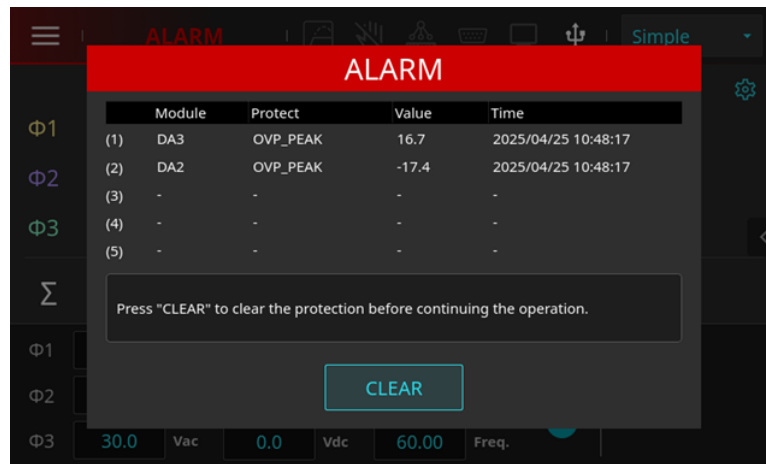 ALARM Simple
ALARM
Module Protect Value Time
(1) DA3 OVP_PEAK 16.7 2025/04/25 10:48:17
(2) DA2 OVP_PEAK -17.4 2025/04/25 10:48:17
(3) - - - -
(4) - - - -
(5) - - - -
Φ1
Φ2
Φ3
Σ
Press "CLEAR" to clear the protection before continuing the operation.
CLEAR
Φ1
Φ2
Φ3 30.0 Vac 0.0 Vdc 60.00 Freq.